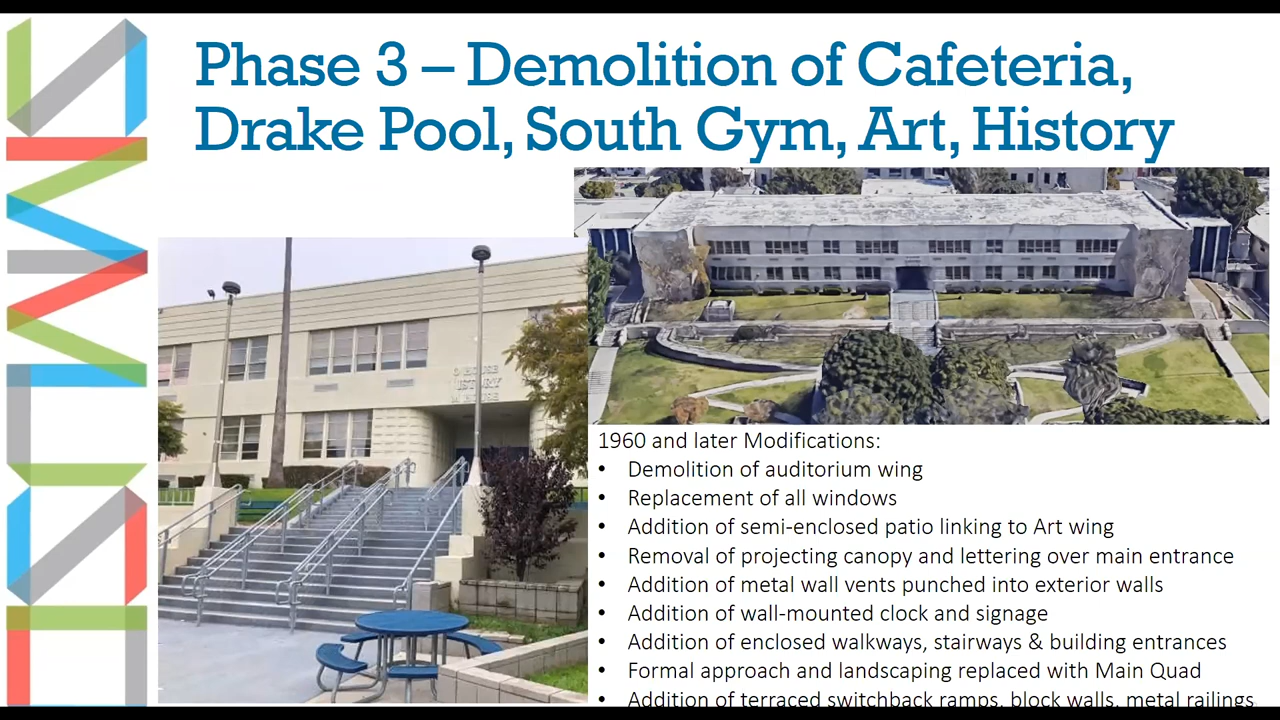 Phase 3 – Demolition of Cafeteria,
Drake Pool, South Gym, Art, History
O HOUSE
HISTORY
M HOUSE
1960 and later Modifications:
• Demolition of auditorium wing
• Replacement of all windows
• Addition of semi-enclosed patio linking to Art wing
• Removal of projecting canopy and lettering over main entrance
• Addition of metal wall vents punched into exterior walls
• Addition of wall-mounted clock and signage
• Addition of enclosed walkways, stairways & building entrances
• Formal approach and landscaping replaced with Main Quad
• Addition of terraced switchback ramps, block walls, metal railings